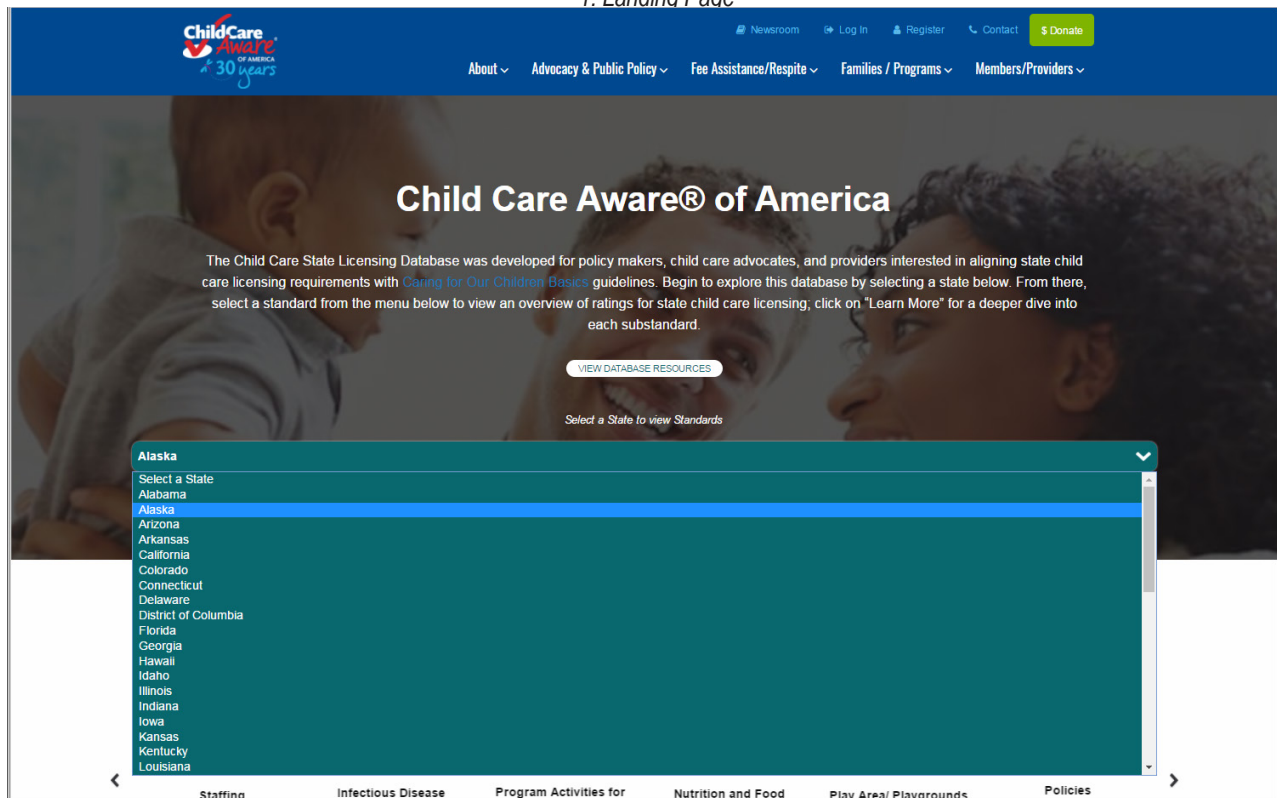 1. Landing Page
ChildCare
Aware
OF AMERICA
30 years
Newsroom Log In Register Contact $ Donate
About Advocacy & Public Policy Fee Assistance/Respite Families / Programs Members/Providers
Child Care Aware® of America
The Child Care State Licensing Database was developed for policy makers, child care advocates, and providers interested in aligning state child
care licensing requirements with Caring for Our Children Basics guidelines. Begin to explore this database by selecting a state below. From there,
select a standard from the menu below to view an overview of ratings for state child care licensing; click on "Learn More" for a deeper dive into
each substandard.
VIEW DATABASE RESOURCES
Select a State to view Standards
Alaska
Select a State
Alabama
Alaska
Arizona
Arkansas
California
Colorado
Connecticut
Delaware
District of Columbia
Florida
Georgia
Hawaii
Idaho
Illinois
Indiana
Iowa
Kansas
Kentucky
Louisiana
Staffing Infectious Disease Program Activities for Nutrition and Food Play Area/ Playgrounds Policies